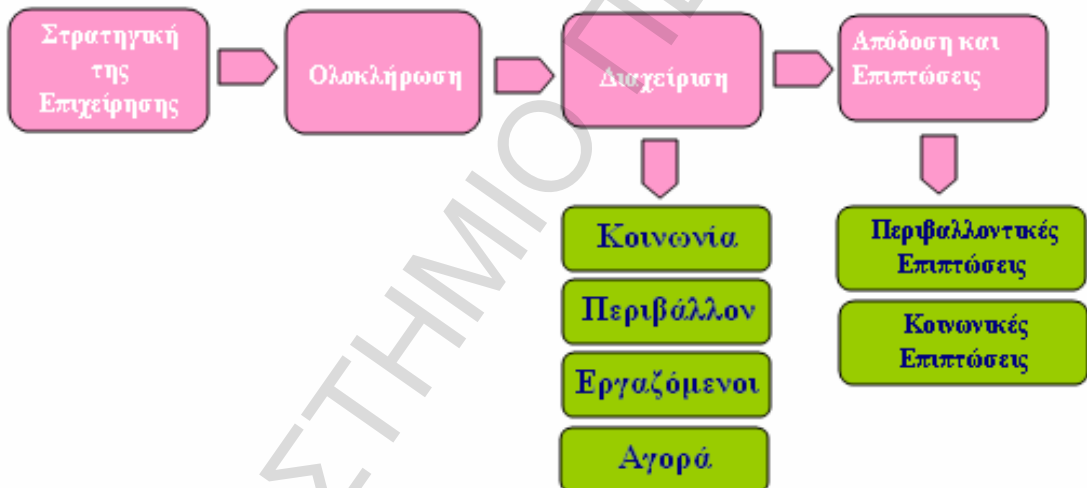 Στρατηγική
της
Επιχείρησης
Ολοκλήρωση
Διαχείριση
Απόδοση και
Επιπτώσεις
Κοινωνία
Περιβάλλον
Εργαζόμενοι
Αγορά
Περιβαλλοντικές
Επιπτώσεις
Κοινωνικές
Επιπτώσεις